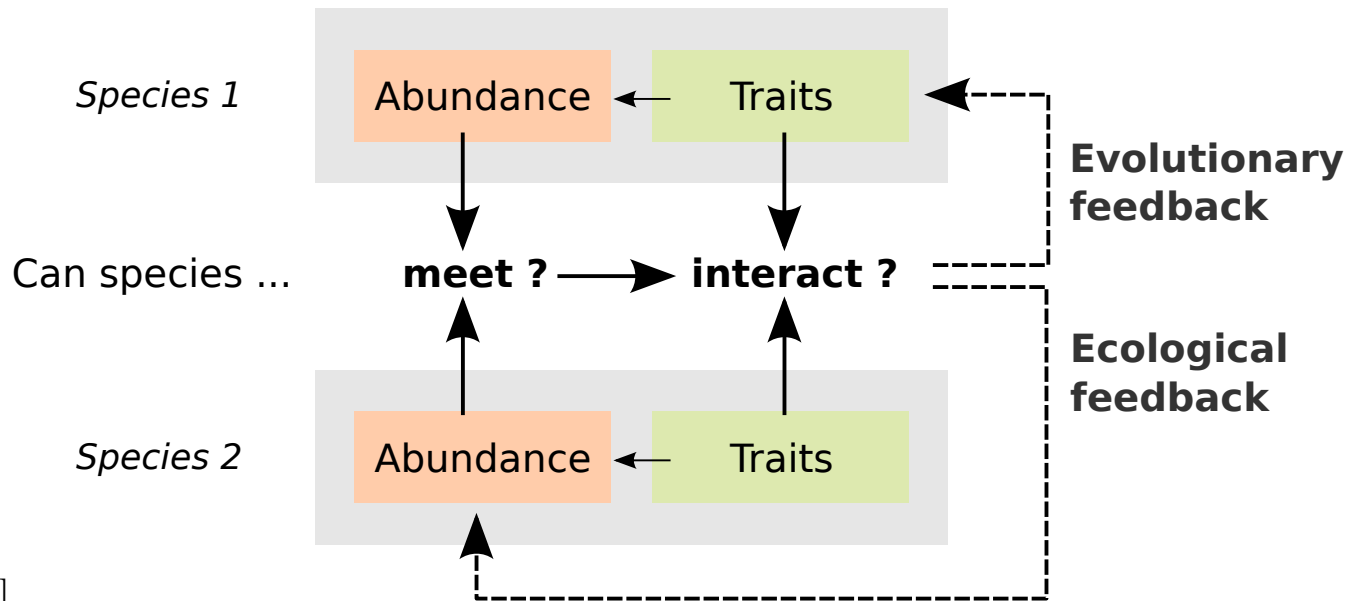 Species 1
Abundance
Traits
Evolutionary
feedback
Can species ...
meet ?
interact ?
Ecological
feedback
Species 2
Abundance
Traits
]